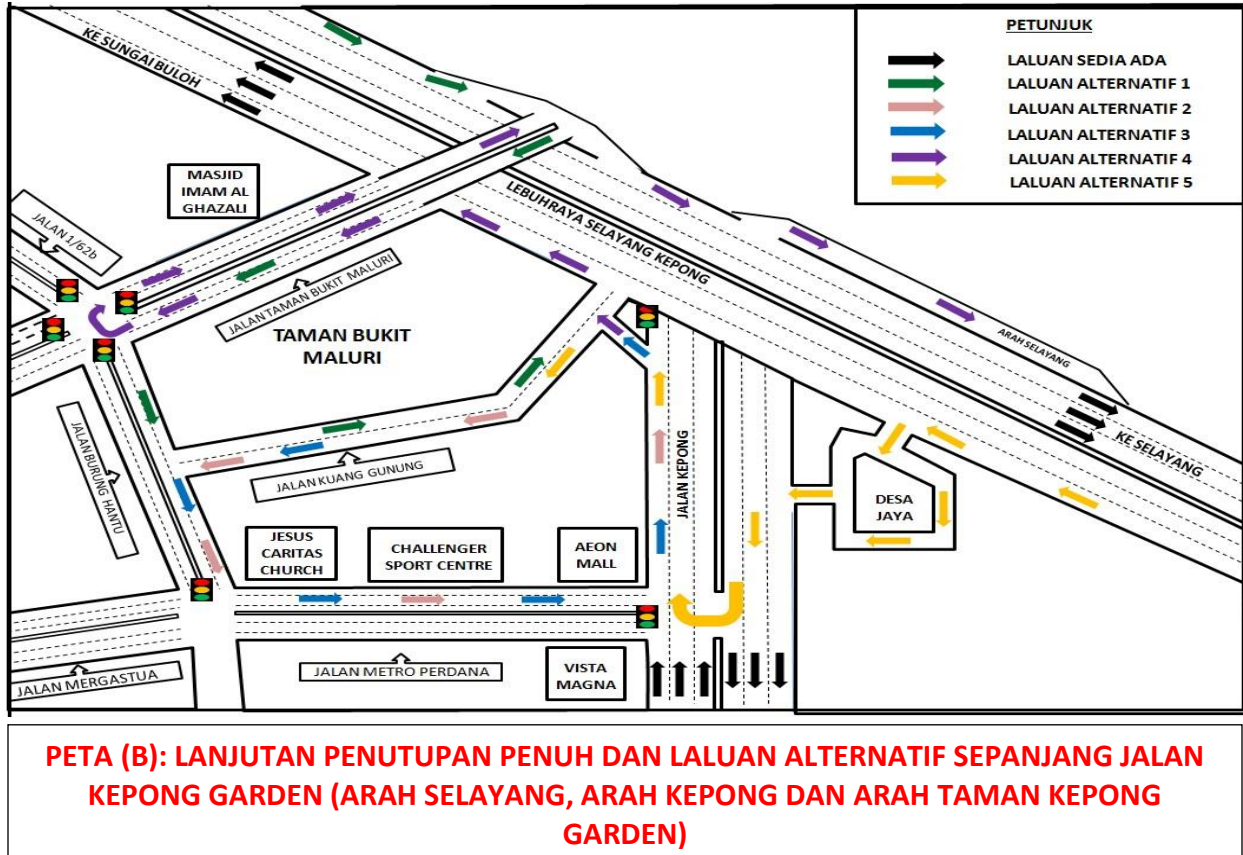 PETUNJUK
LALUAN SEDIA ADA
LALUAN ALTERNATIF 1
LALUAN ALTERNATIF 2
LALUAN ALTERNATIF 3
LALUAN ALTERNATIF 4
LALUAN ALTERNATIF 5
KE SUNGAI BULOH
MASJID
IMAM AL
GHAZALI
JALAN 1/62b
LEBUHRAYA SELAYANG KEPONG
JALAN TAMAN BUKIT MALURI
TAMAN BUKIT
MALURI
ARAH SELAYANG
KE SELAYANG
JALAN BURUNG HANTU
JALAN KUANG GUNUNG
JALAN KEPONG
DESA
JAYA
JESUS
CARITAS
CHURCH
CHALLENGER
SPORT CENTRE
AEON
MALL
JALAN MERGASTUA
JALAN METRO PERDANA
VISTA
MAGNA
PETA (B): LANJUTAN PENUTUPAN PENUH DAN LALUAN ALTERNATIF SEPANJANG JALAN
KEPONG GARDEN (ARAH SELAYANG, ARAH KEPONG DAN ARAH TAMAN KEPONG
GARDEN)